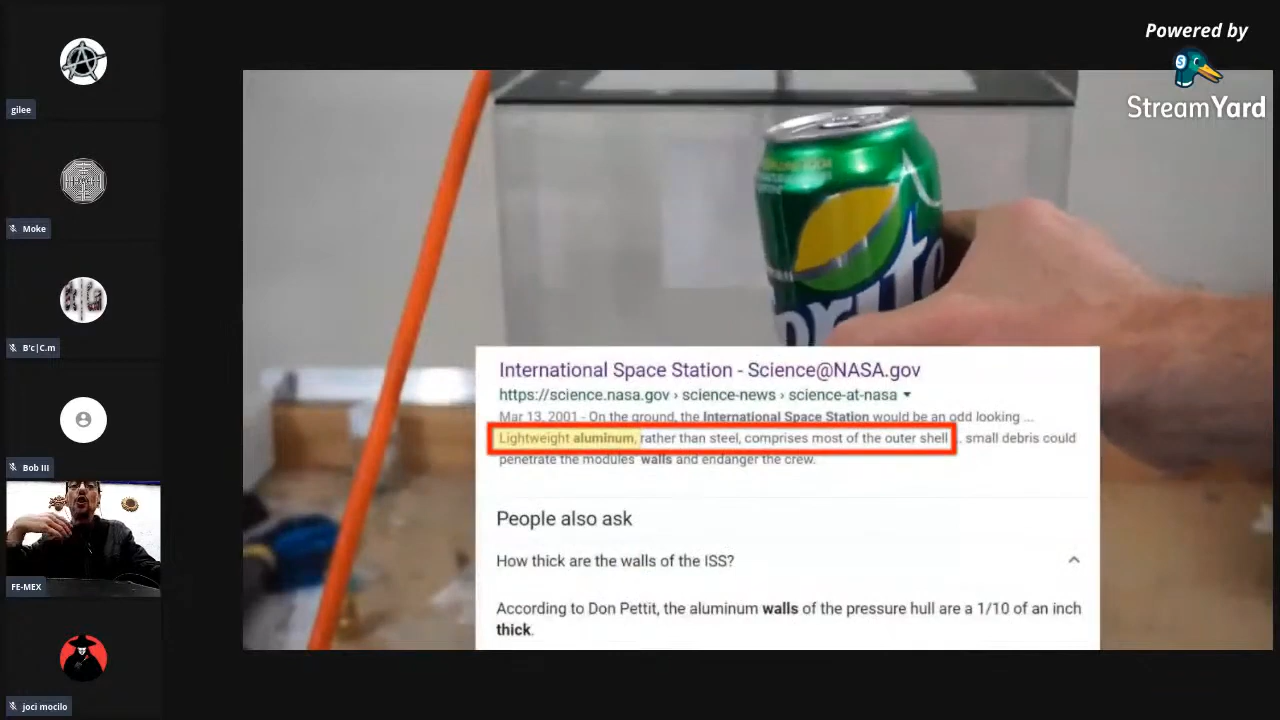 Powered by
StreamYard
gilee
Moke
B'c|C.m
Bob III
FE-MEX
joci mocilo
Sprite
International Space Station - Science@NASA.gov
https://science.nasa.gov › science-news › science-at-nasa
Mar 13, 2001 - On the ground, the International Space Station would be an odd looking ...
Lightweight aluminum, rather than steel, comprises most of the outer shell ... small debris could
penetrate the modules' walls and endanger the crew.
People also ask
How thick are the walls of the ISS?
According to Don Pettit, the aluminum walls of the pressure hull are a 1/10 of an inch
thick.